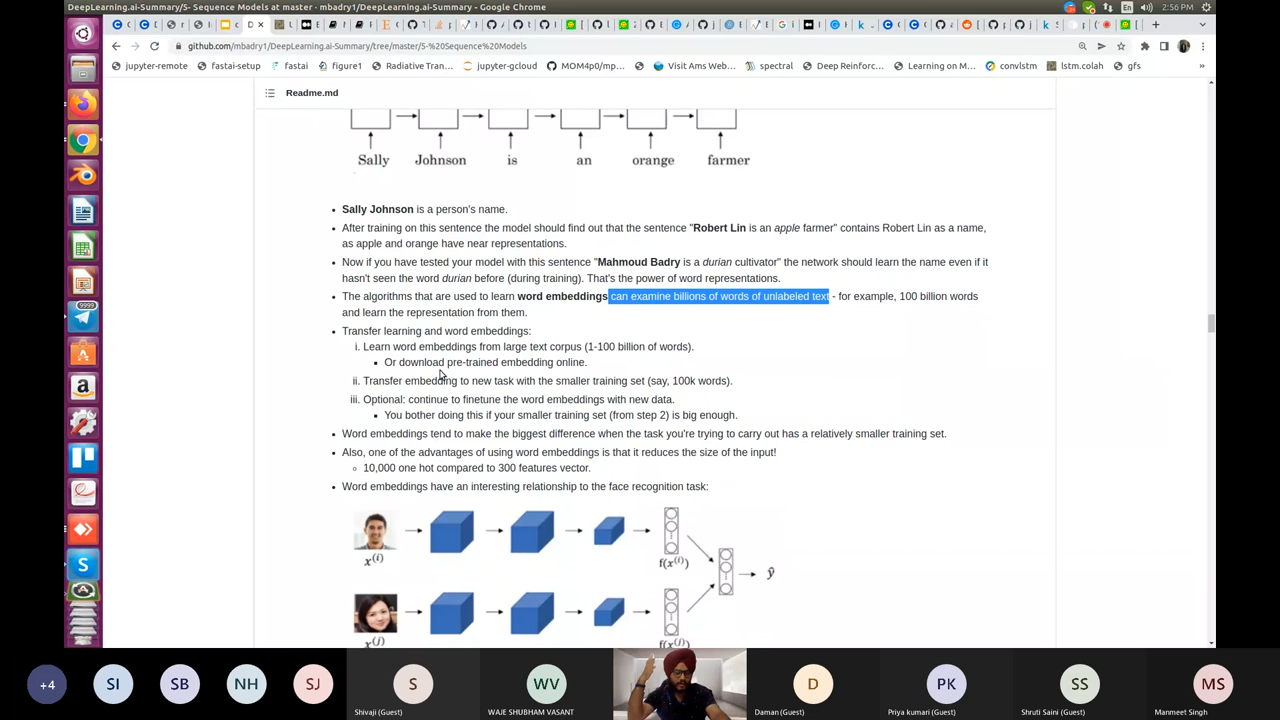 5- Sequence Models at master · mbadry1/DeepLearning.ai-Summary - Google Chrome
En
2:56 PM
github.com/mbadry1/DeepLearning.ai-Summary/tree/master/5-%20Sequence%20Models
jupyter-remote
fastai-setup
fastai
figure1
Radiative Tran...
jupyter-gcloud
MOM4p0/mp...
Visit Ams Web...
spectral
Deep Reinforc...
Learning on M...
convlstm
lstm.colah
gfs
»
Readme.md
Sally Johnson is an orange farmer
• Sally Johnson is a person's name.
• After training on this sentence the model should find out that the sentence "Robert Lin is an apple farmer" contains Robert Lin as a name,
as apple and orange have near representations.
• Now if you have tested your model with this sentence "Mahmoud Badry is a durian cultivator" the network should learn the name even if it
hasn't seen the word durian before (during training). That's the power of word representations.
• The algorithms that are used to learn word embeddings can examine billions of words of unlabeled text - for example, 100 billion words
and learn the representation from them.
• Transfer learning and word embeddings:
i. Learn word embeddings from large text corpus (1-100 billion of words).
▪ Or download pre-trained embedding online.
ii. Transfer embedding to new task with the smaller training set (say, 100k words).
iii. Optional: continue to finetune the word embeddings with new data.
▪ You bother doing this if your smaller training set (from step 2) is big enough.
• Word embeddings tend to make the biggest difference when the task you're trying to carry out has a relatively smaller training set.
• Also, one of the advantages of using word embeddings is that it reduces the size of the input!
◦ 10,000 one hot compared to 300 features vector.
• Word embeddings have an interesting relationship to the face recognition task:
x(i)
f(x(i))
ŷ
x(j)
f(x(j))
+4
SI
SB
NH
SJ
S
WV
D
PK
SS
MS
Shivaji (Guest)
WAJE SHUBHAM VASANT
Daman (Guest)
Priya kumari (Guest)
Shruti Saini (Guest)
Manmeet Singh